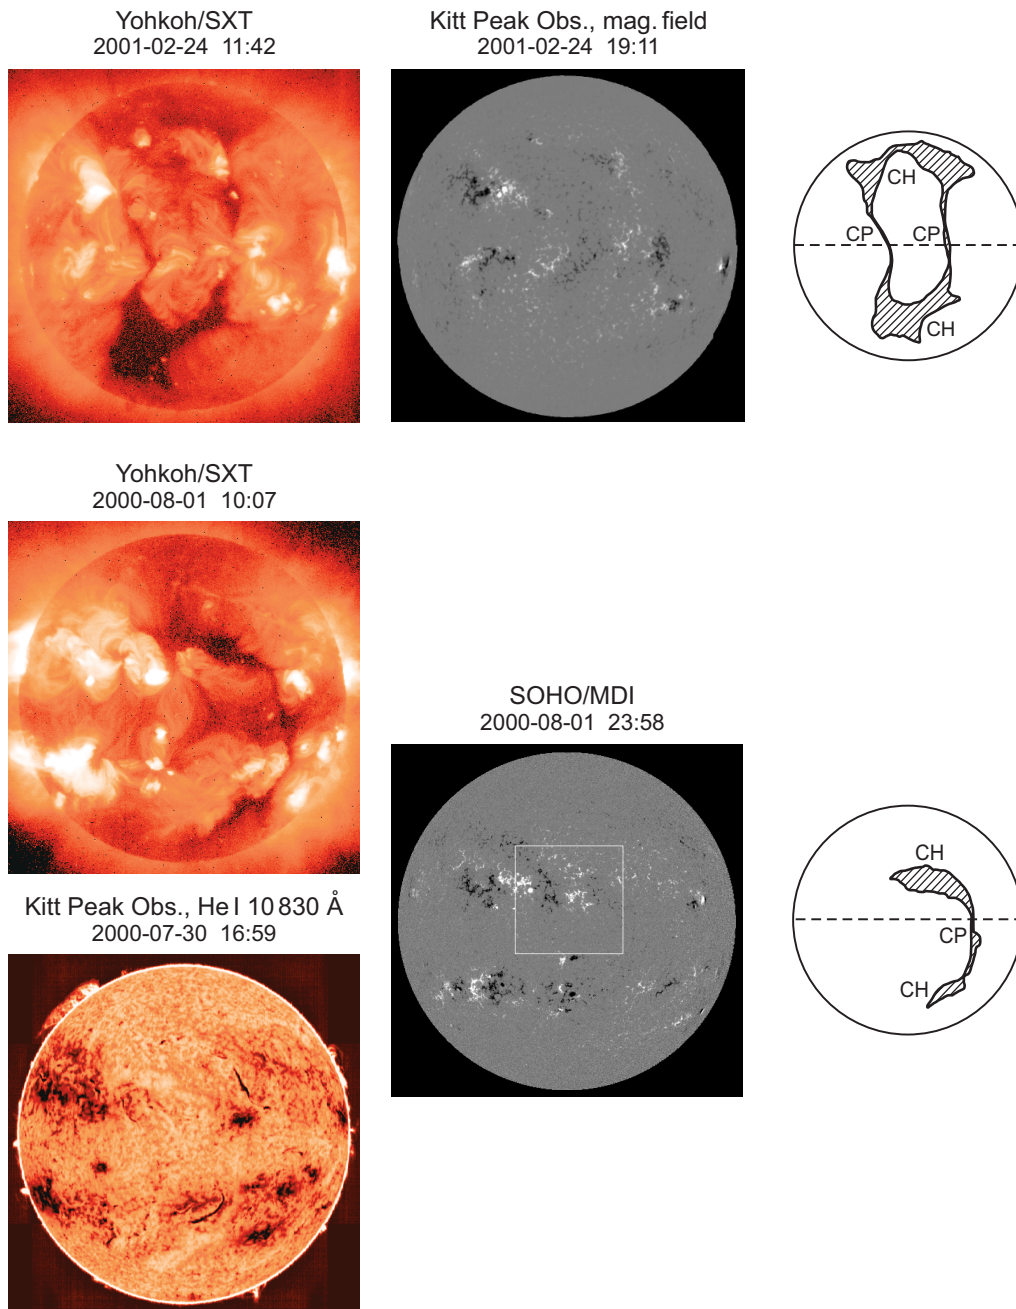 Yohkoh/SXT
2001-02-24 11:42
Kitt Peak Obs., mag. field
2001-02-24 19:11
CH
CP
CP
CH
Yohkoh/SXT
2000-08-01 10:07
SOHO/MDI
2000-08-01 23:58
CH
CP
CH
Kitt Peak Obs., He I 10 830 Å
2000-07-30 16:59